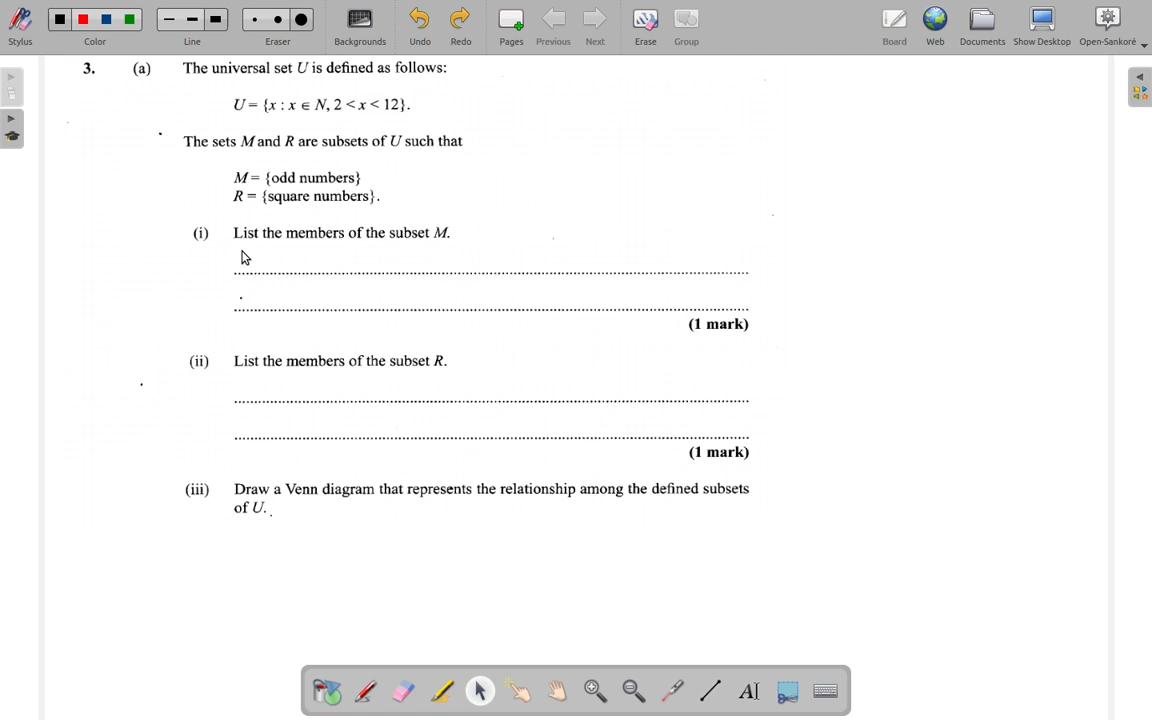 Stylus Color Line Eraser Backgrounds Undo Redo Pages Previous Next Erase Group Board Web Documents Show Desktop Open-Sankoré
3. (a) The universal set U is defined as follows:
U = {x : x ∈ N, 2 < x < 12}.
The sets M and R are subsets of U such that
M = {odd numbers}
R = {square numbers}.
(i) List the members of the subset M.
(1 mark)
(ii) List the members of the subset R.
(1 mark)
(iii) Draw a Venn diagram that represents the relationship among the defined subsets
of U.